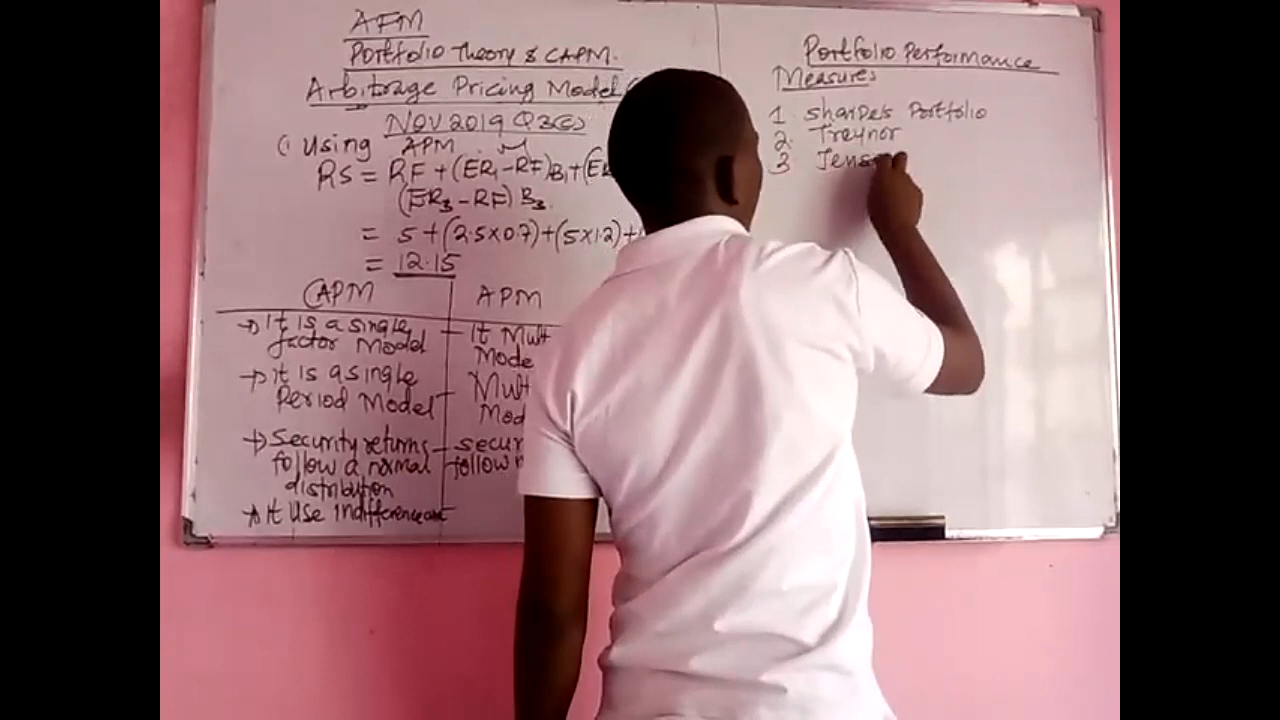 AFM
Portfolio Theory & CAPM.
Arbitrage Pricing Model
NOV 2019 Q3(c)
(i Using APM
RS = RF + (ER1 - RF)B1 + (ER
(ER3 - RF) B3
= 5 + (2.5x0.7) + (5x1.2) +
= 12.15
CAPM
→ It is a single
factor Model
→ it is a single
Period Model
→ Security returns
follow a normal
distribution
→ it use indifference
APM
- It Mult
Mode
Mult
Mod
- secur
follow
Portfolio Performance
Measures
1. Sharpe's Portfolio
2. Treynor
3 Jens